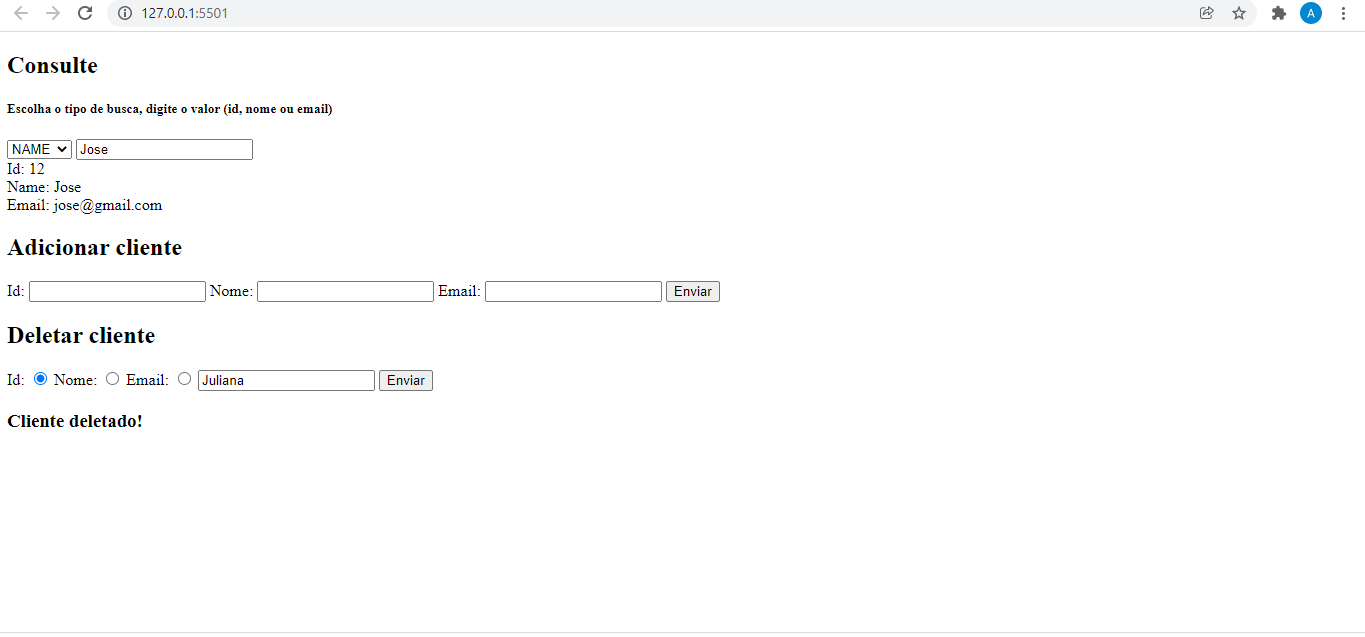 127.0.0.1:5501
A
Consulte
Escolha o tipo de busca, digite o valor (id, nome ou email)
NAME Jose
Id: 12
Name: Jose
Email: jose@gmail.com
Adicionar cliente
Id: Nome: Email: Enviar
Deletar cliente
Id: Nome: Email: Juliana Enviar
Cliente deletado!